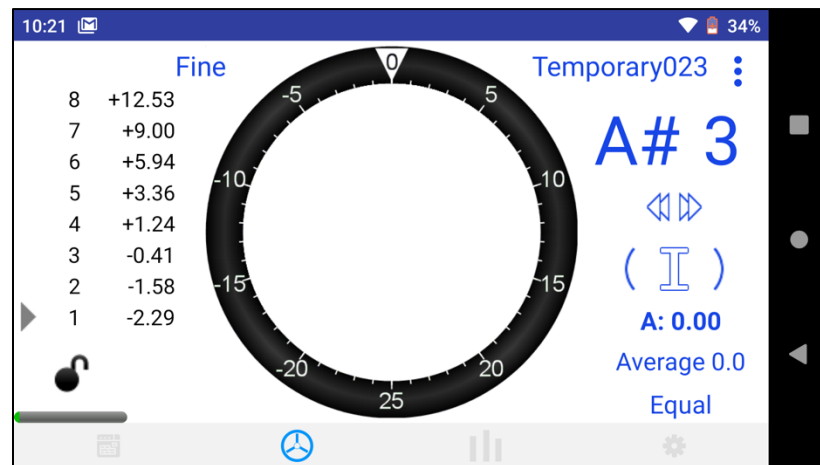 10:21 34%
Fine
Temporary023
8 +12.53
7 +9.00
6 +5.94
5 +3.36
4 +1.24
3 -0.41
2 -1.58
1 -2.29
0
-5 5
-10 10
-15 15
-20 20
25
A# 3
( I )
A: 0.00
Average 0.0
Equal